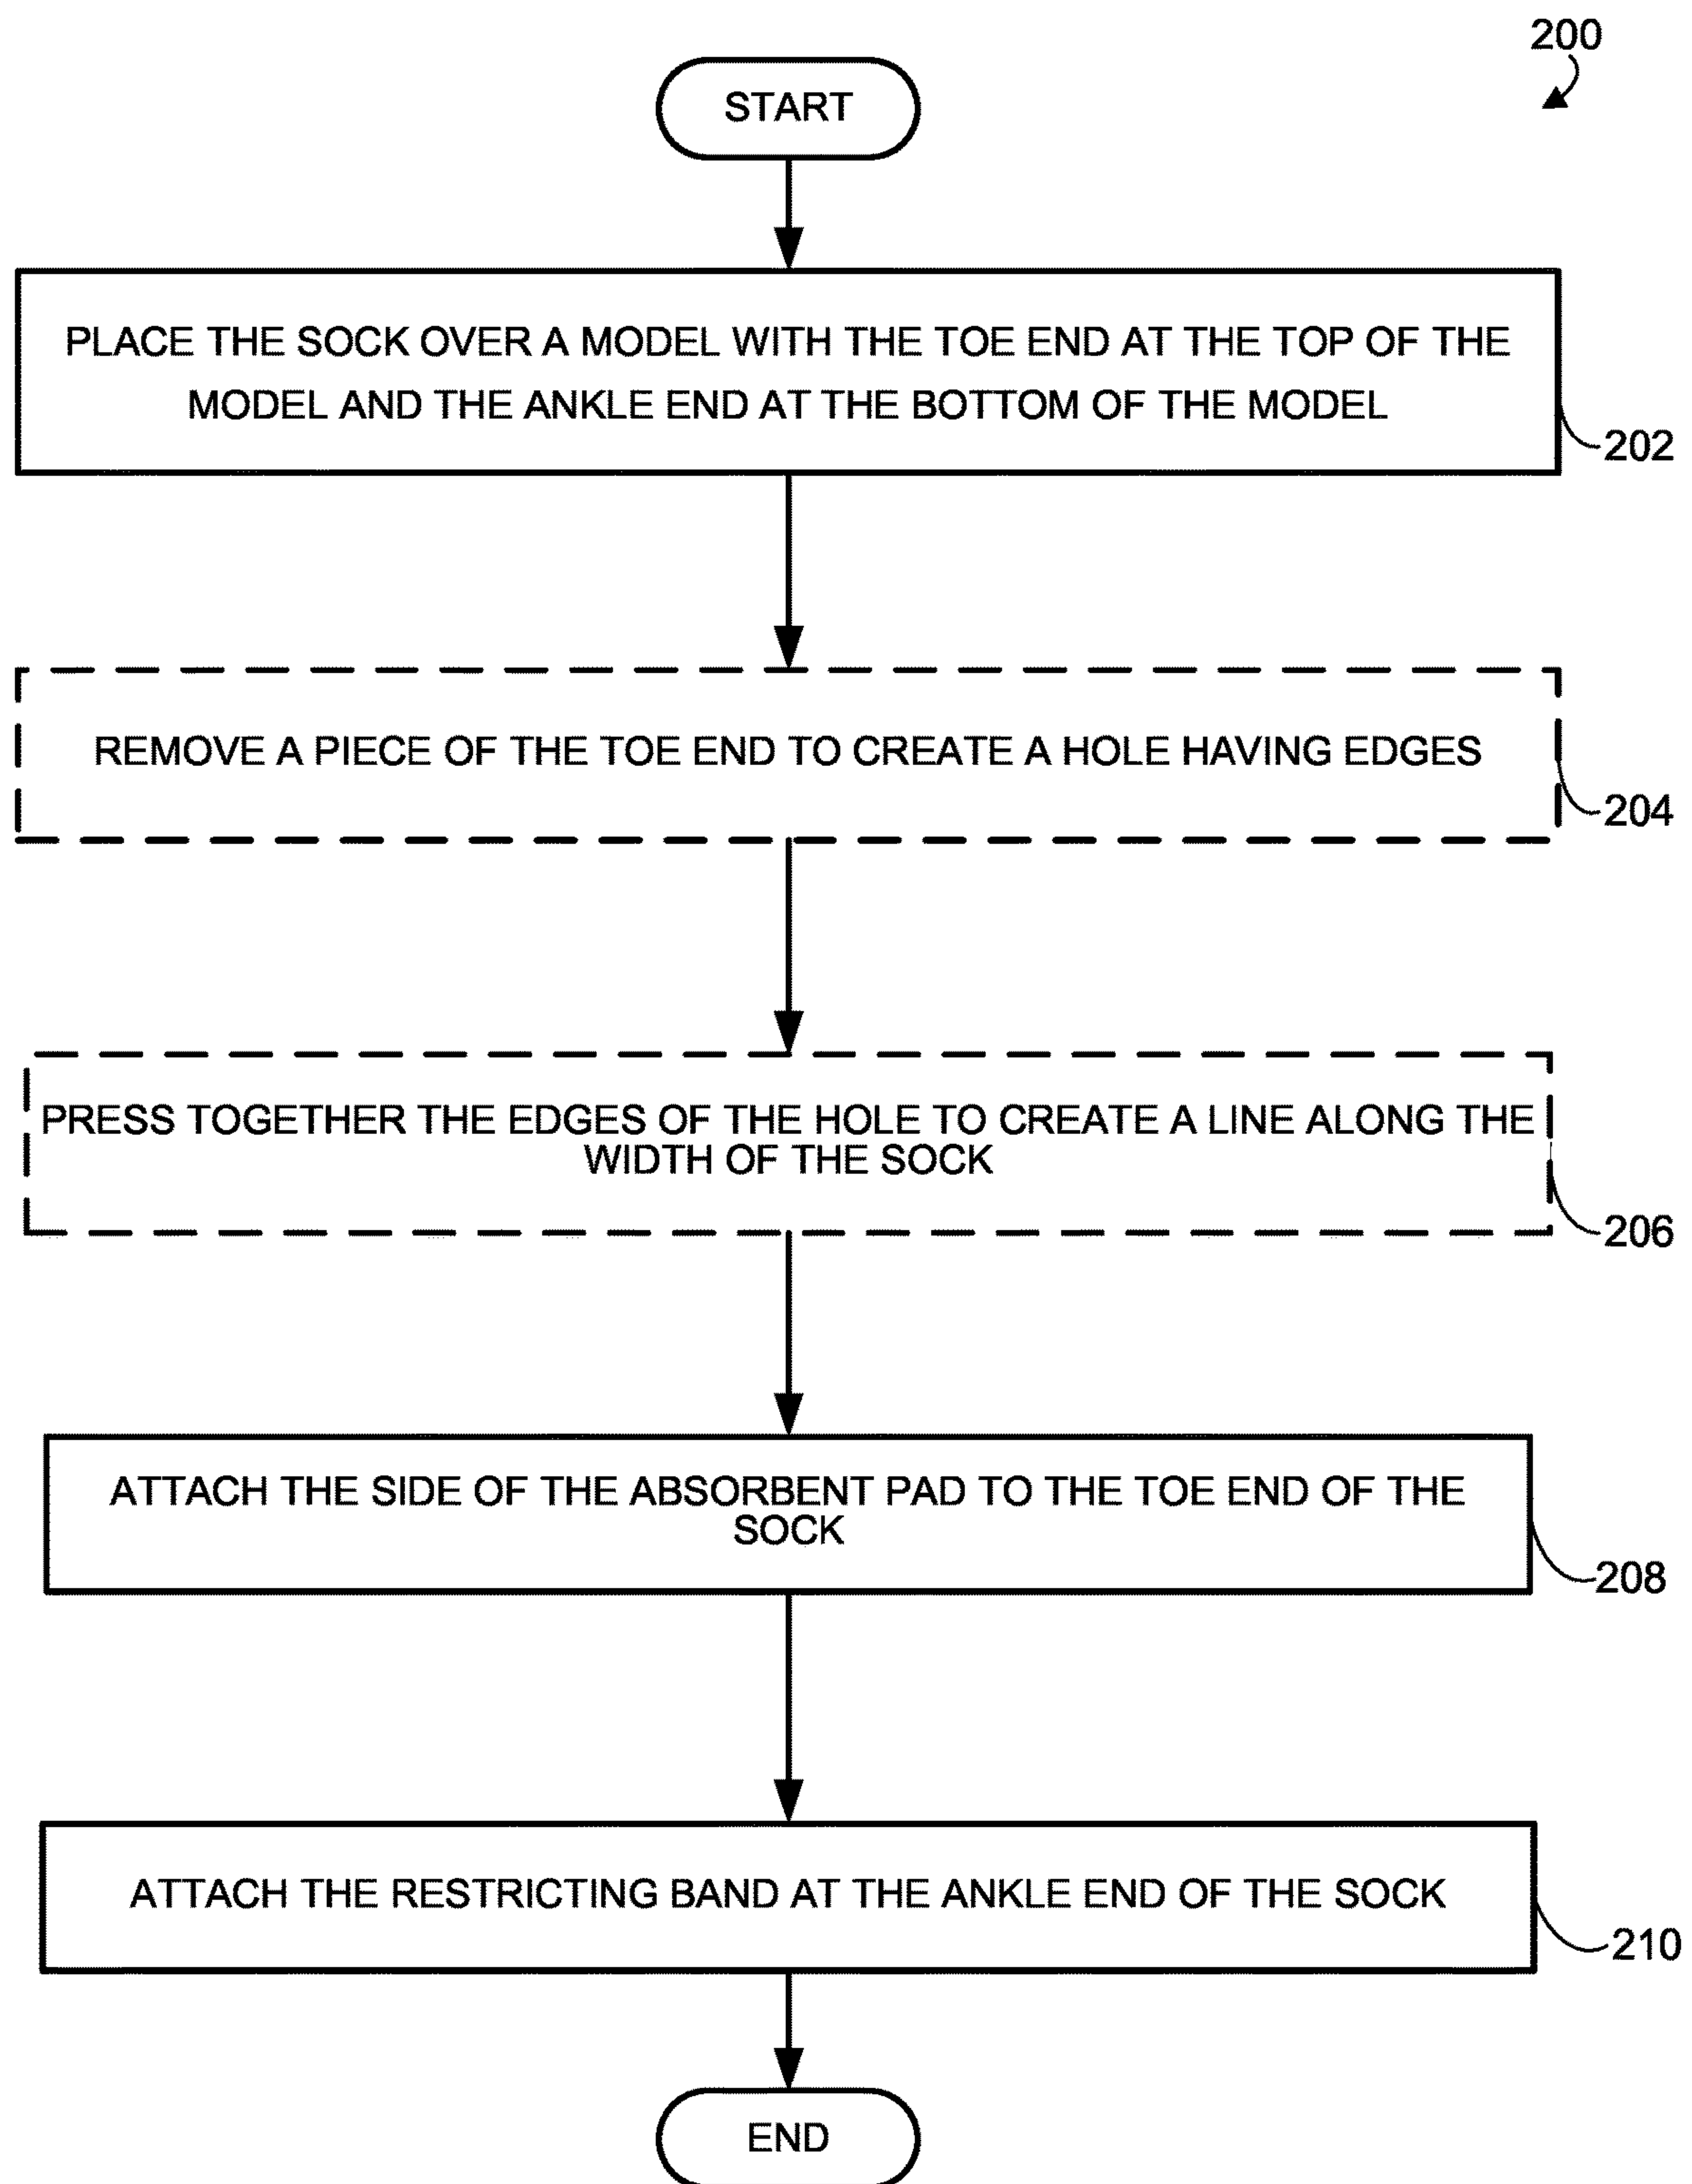 200
START
PLACE THE SOCK OVER A MODEL WITH THE TOE END AT THE TOP OF THE
MODEL AND THE ANKLE END AT THE BOTTOM OF THE MODEL
202
REMOVE A PIECE OF THE TOE END TO CREATE A HOLE HAVING EDGES
204
PRESS TOGETHER THE EDGES OF THE HOLE TO CREATE A LINE ALONG THE
WIDTH OF THE SOCK
206
ATTACH THE SIDE OF THE ABSORBENT PAD TO THE TOE END OF THE
SOCK
208
ATTACH THE RESTRICTING BAND AT THE ANKLE END OF THE SOCK
210
END